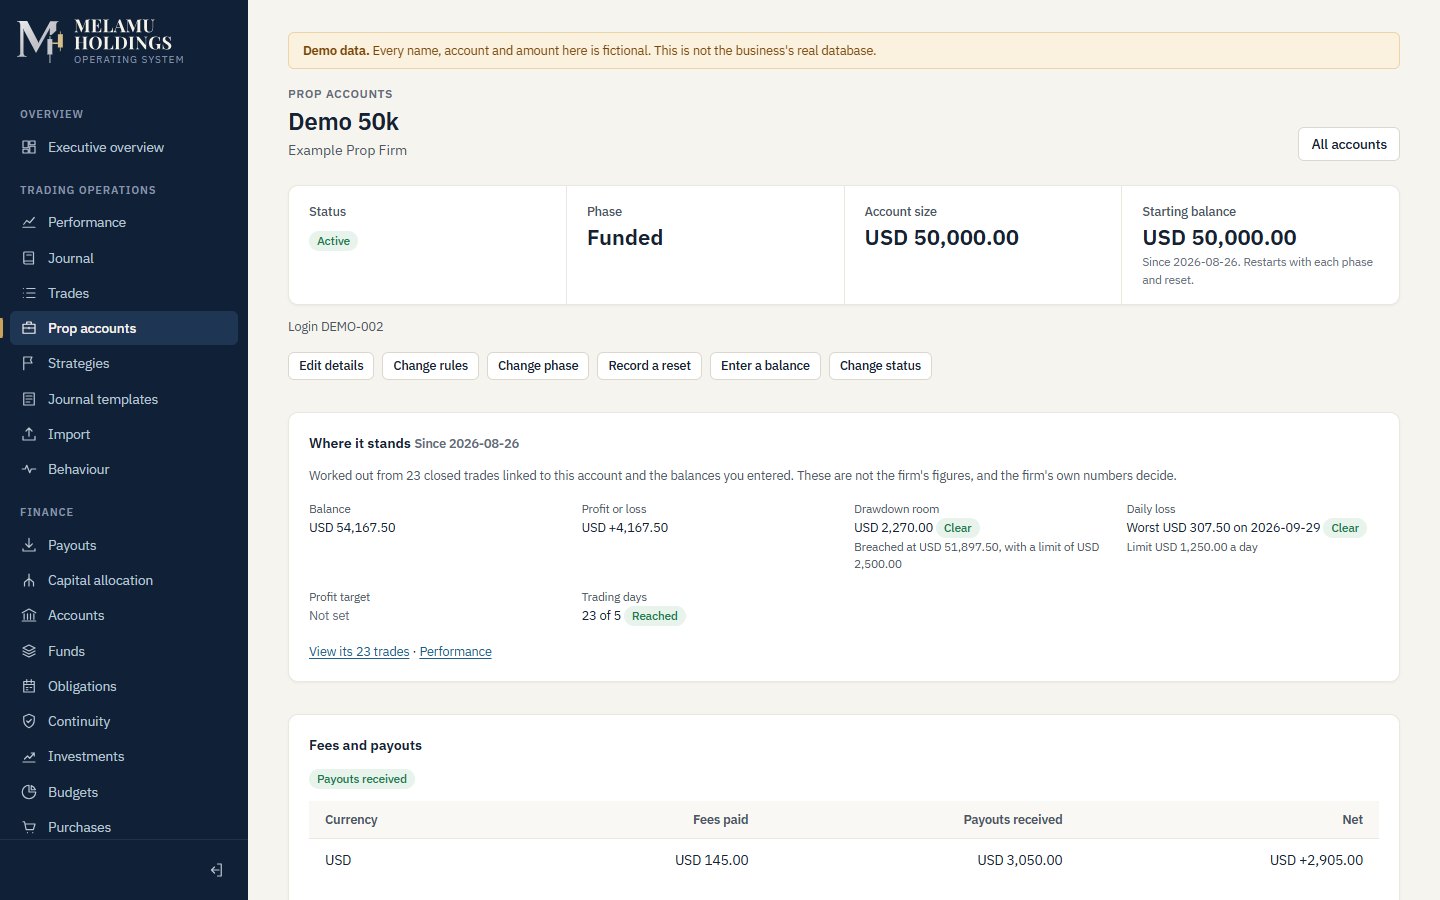 MELAMU
HOLDINGS
OPERATING SYSTEM
OVERVIEW
Executive overview
TRADING OPERATIONS
Performance
Journal
Trades
Prop accounts
Strategies
Journal templates
Import
Behaviour
FINANCE
Payouts
Capital allocation
Accounts
Funds
Obligations
Continuity
Investments
Budgets
Purchases
Demo data. Every name, account and amount here is fictional. This is not the business's real database.
PROP ACCOUNTS
Demo 50k
Example Prop Firm
All accounts
Status
Active
Phase
Funded
Account size
USD 50,000.00
Starting balance
USD 50,000.00
Since 2026-08-26. Restarts with each phase
and reset.
Login DEMO-002
Edit details
Change rules
Change phase
Record a reset
Enter a balance
Change status
Where it stands Since 2026-08-26
Worked out from 23 closed trades linked to this account and the balances you entered. These are not the firm's figures, and the firm's own numbers decide.
Balance
USD 54,167.50
Profit or loss
USD +4,167.50
Drawdown room
USD 2,270.00 Clear
Breached at USD 51,897.50, with a limit of USD
2,500.00
Daily loss
Worst USD 307.50 on 2026-09-29 Clear
Limit USD 1,250.00 a day
Profit target
Not set
Trading days
23 of 5 Reached
View its 23 trades · Performance
Fees and payouts
Payouts received
Currency Fees paid Payouts received Net
USD USD 145.00 USD 3,050.00 USD +2,905.00